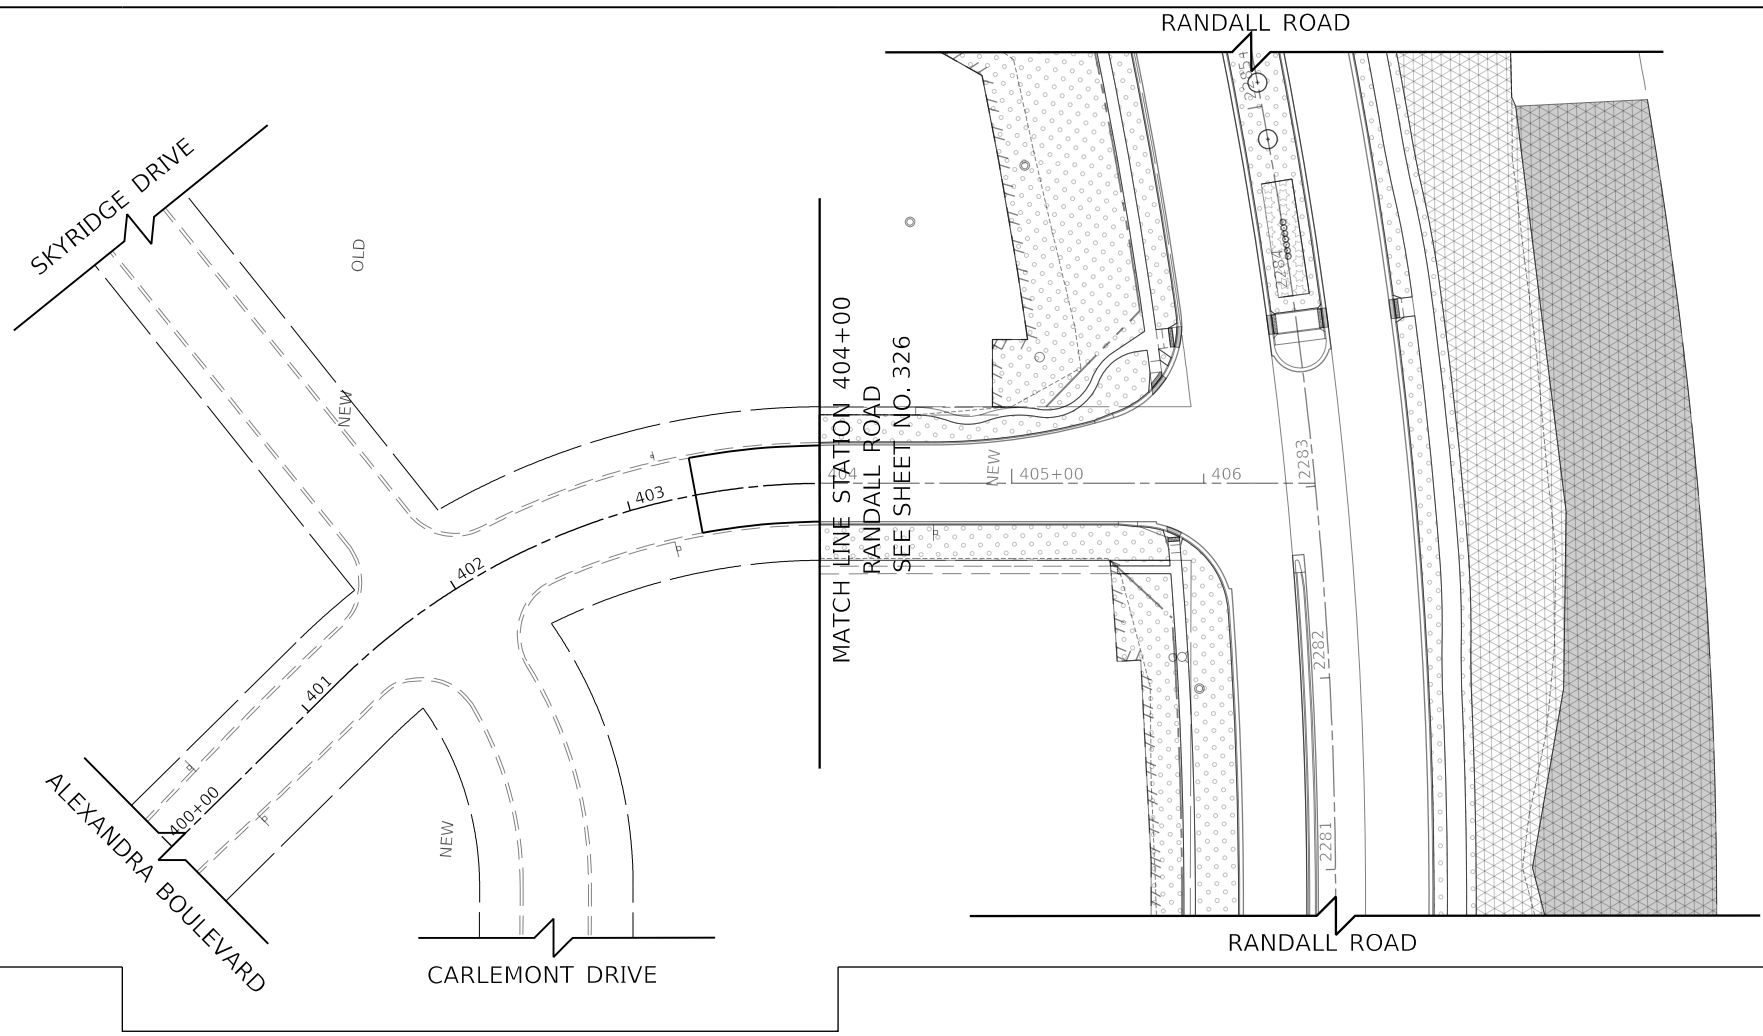 RANDALL ROAD
2285+
SKYRIDGE DRIVE
OLD
2284
NEW
MATCH LINE STATION 404+00
RANDALL ROAD
SEE SHEET NO. 326
403
404
NEW
405+00
406
2283
402
401
2282
400+00
NEW
2281
ALEXANDRA BOULEVARD
CARLEMONT DRIVE
RANDALL ROAD